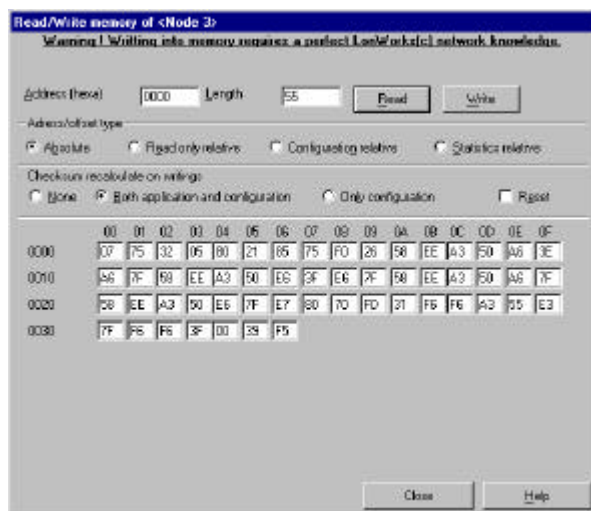 Read/Write memory of <Node 3>
Warning ! Writting into memory requires a perfect LonWorks(c) network knowledge.
Address (hexa) 0000 Length 55 Read Write
Adress/offset type
Absolute Read only relative Configuration relative Statistics relative
Checksum recalculate on writings
None Both application and configuration Only configuration Reset
00 01 02 03 04 05 06 07 08 09 0A 0B 0C 0D 0E 0F
0000 07 75 32 05 80 21 85 75 F0 26 58 EE A3 50 A6 3E
0010 A6 7F 58 EE A3 50 E6 3F E6 7F 58 EE A3 50 A6 7F
0020 58 EE A3 50 E6 7F E7 80 70 FD 31 F6 F6 A3 55 E3
0030 7F F6 F6 3F 00 39 F5
Close Help